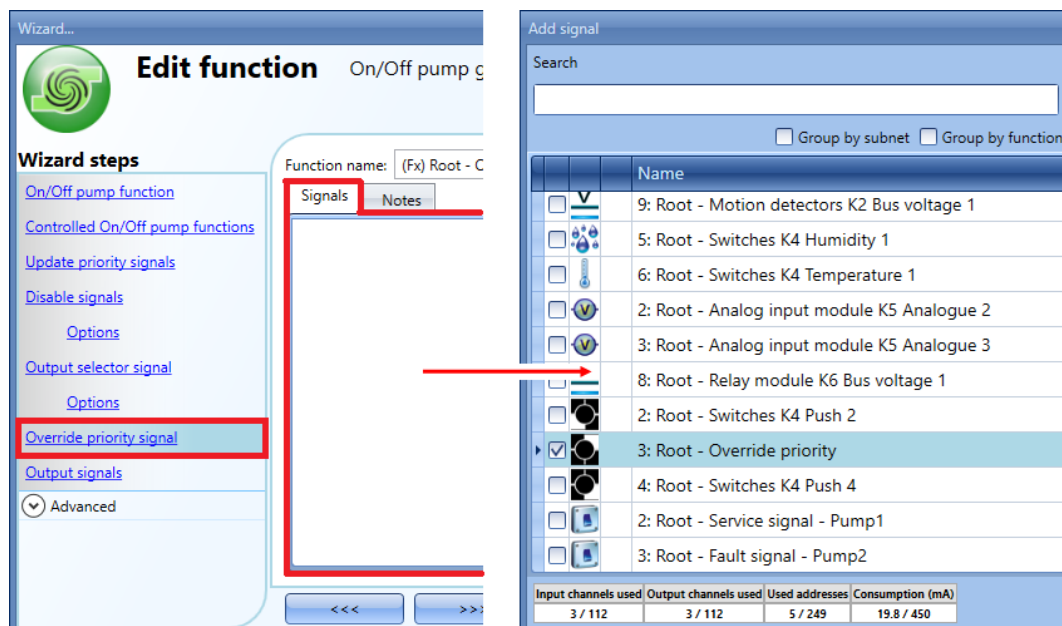 Wizard...
Edit function On/Off pump g
Wizard steps
On/Off pump function
Controlled On/Off pump functions
Update priority signals
Disable signals
Options
Output selector signal
Options
Override priority signal
Output signals
Advanced
Function name: (Fx) Root - C
Signals Notes
<<< >>>
Add signal
Search
Group by subnet Group by function
Name
9: Root - Motion detectors K2 Bus voltage 1
5: Root - Switches K4 Humidity 1
6: Root - Switches K4 Temperature 1
2: Root - Analog input module K5 Analogue 2
3: Root - Analog input module K5 Analogue 3
8: Root - Relay module K6 Bus voltage 1
2: Root - Switches K4 Push 2
3: Root - Override priority
4: Root - Switches K4 Push 4
2: Root - Service signal - Pump1
3: Root - Fault signal - Pump2
Input channels used Output channels used Used addresses Consumption (mA)
3 / 112 3 / 112 5 / 249 19.8 / 450